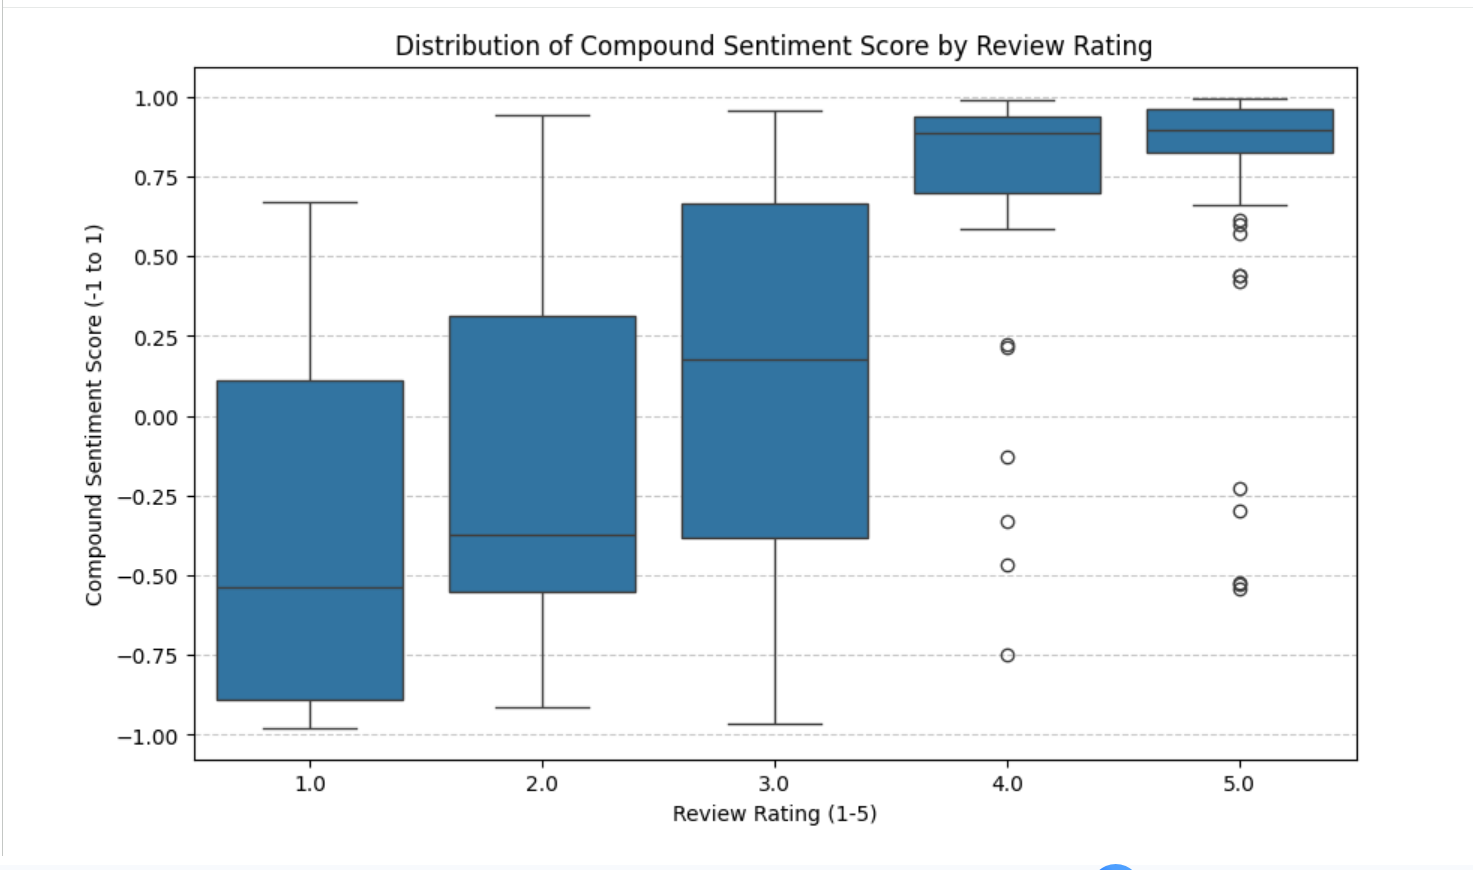 Distribution of Compound Sentiment Score by Review Rating
Compound Sentiment Score (-1 to 1)
1.00
0.75
0.50
0.25
0.00
−0.25
−0.50
−0.75
−1.00
1.0 2.0 3.0 4.0 5.0
Review Rating (1-5)